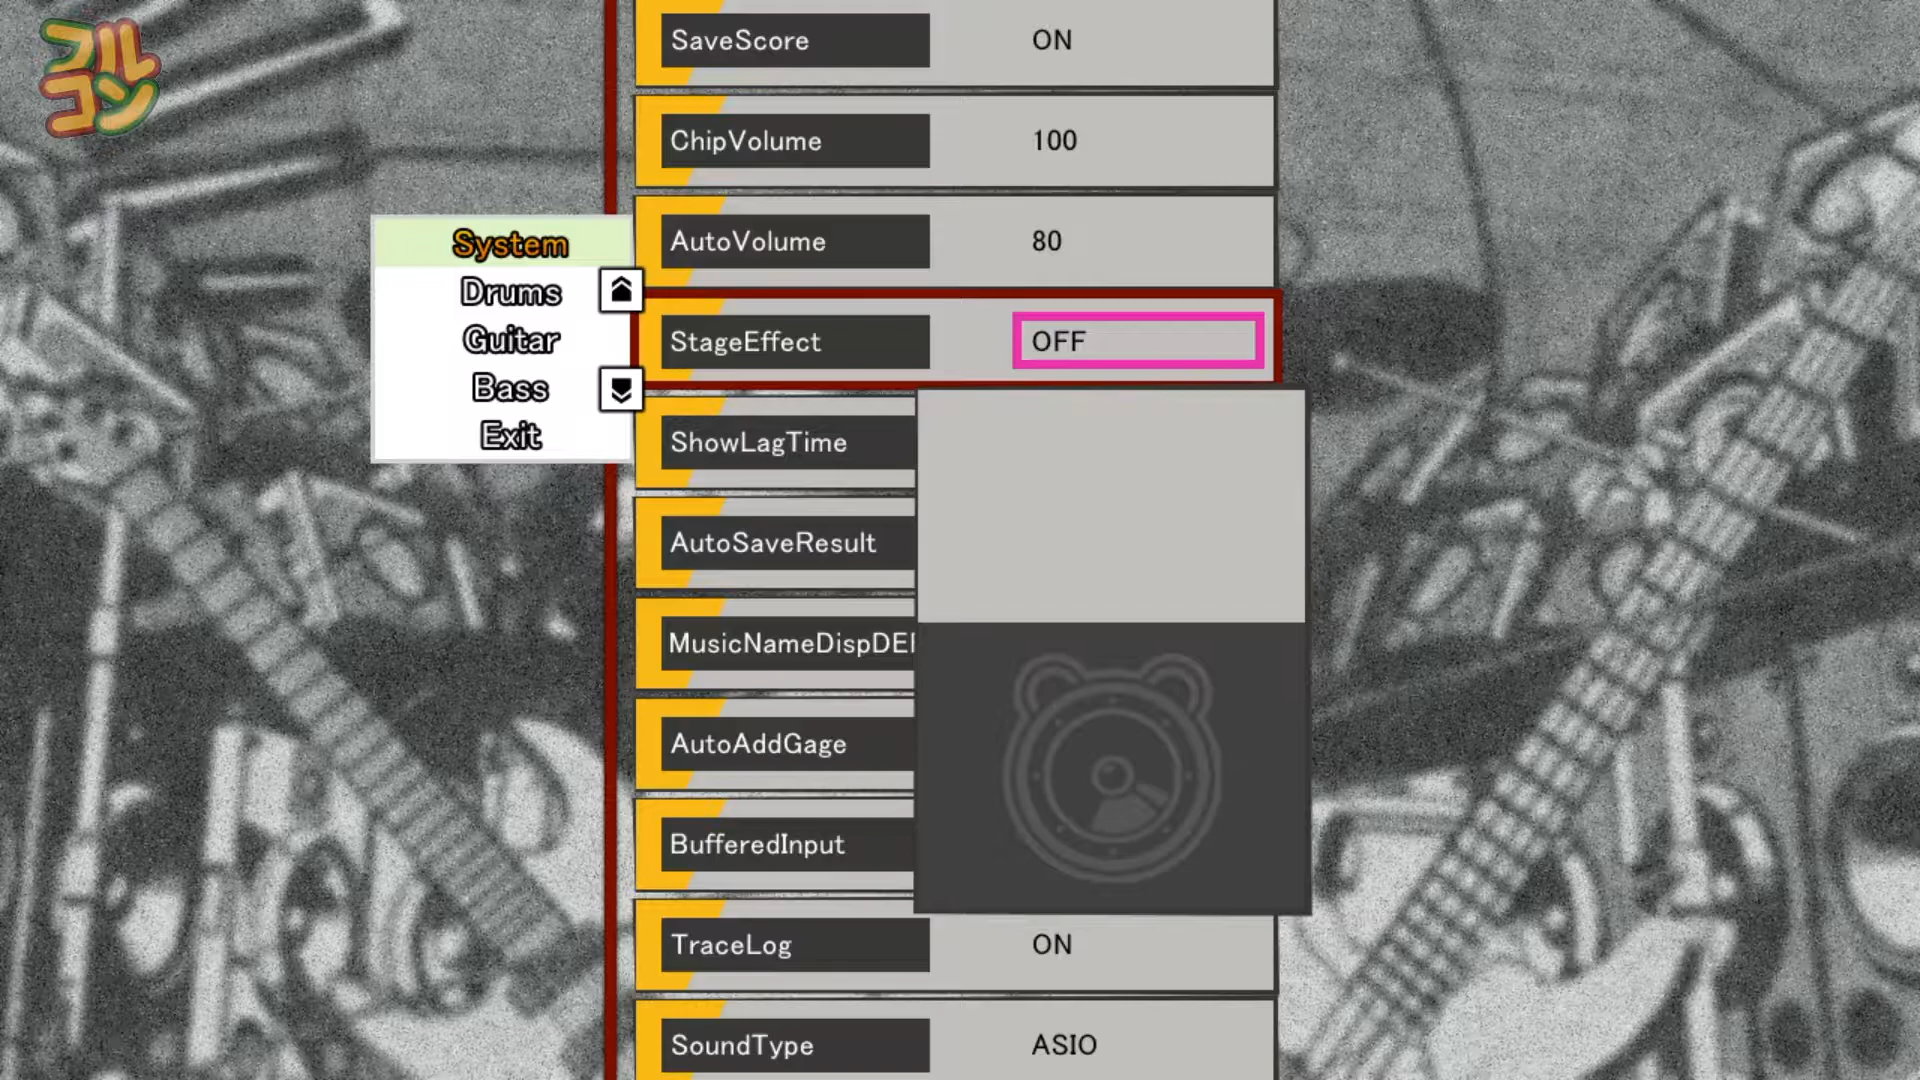 フル
コン
SaveScore ON
ChipVolume 100
AutoVolume 80
System
Drums
Guitar
Bass
Exit
StageEffect OFF
ShowLagTime
AutoSaveResult
MusicNameDispDE
AutoAddGage
BufferedInput
TraceLog ON
SoundType ASIO